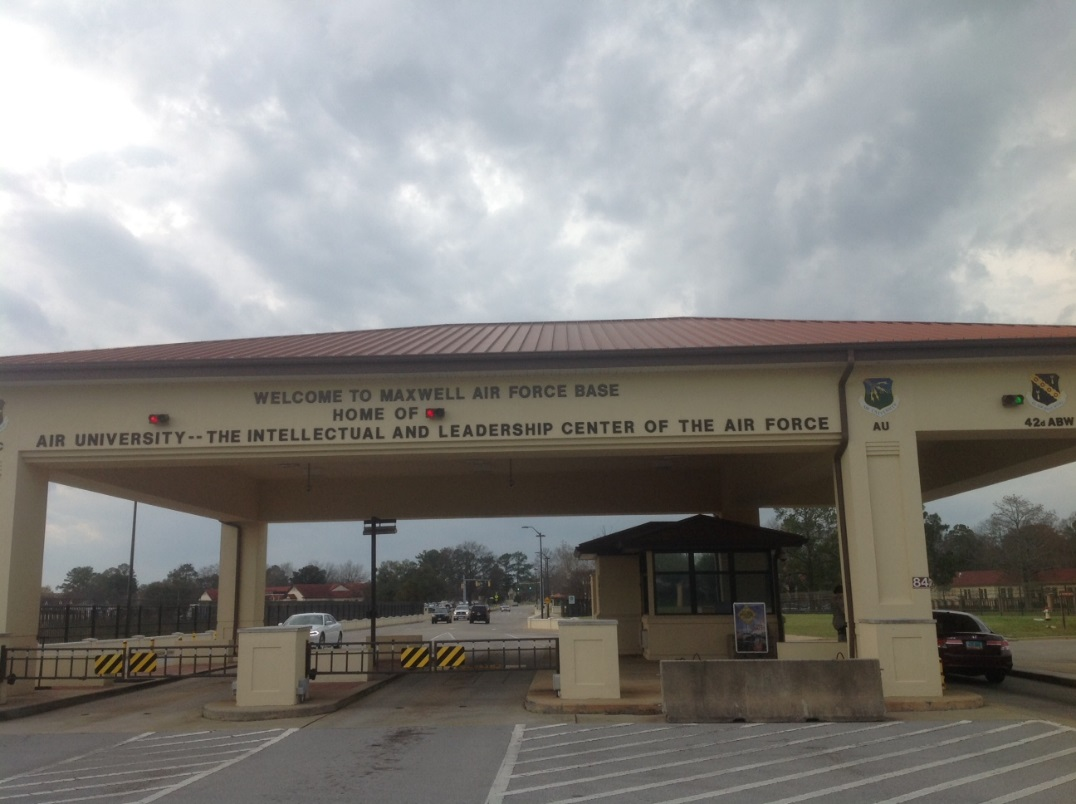 WELCOME TO MAXWELL AIR FORCE BASE
HOME OF
AIR UNIVERSITY--THE INTELLECTUAL AND LEADERSHIP CENTER OF THE AIR FORCE
AU
42d ABW
84